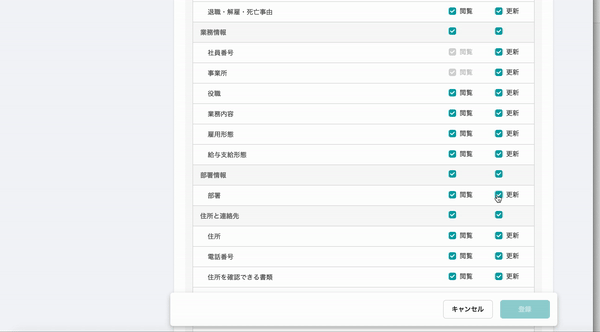 退職・解雇・死亡事由 閲覧 更新
業務情報
社員番号 閲覧 更新
事業所 閲覧 更新
役職 閲覧 更新
業務内容 閲覧 更新
雇用形態 閲覧 更新
給与支給形態 閲覧 更新
部署情報
部署 閲覧 更新
住所と連絡先
住所 閲覧 更新
電話番号 閲覧 更新
住所を確認できる書類 閲覧 更新
キャンセル 登録